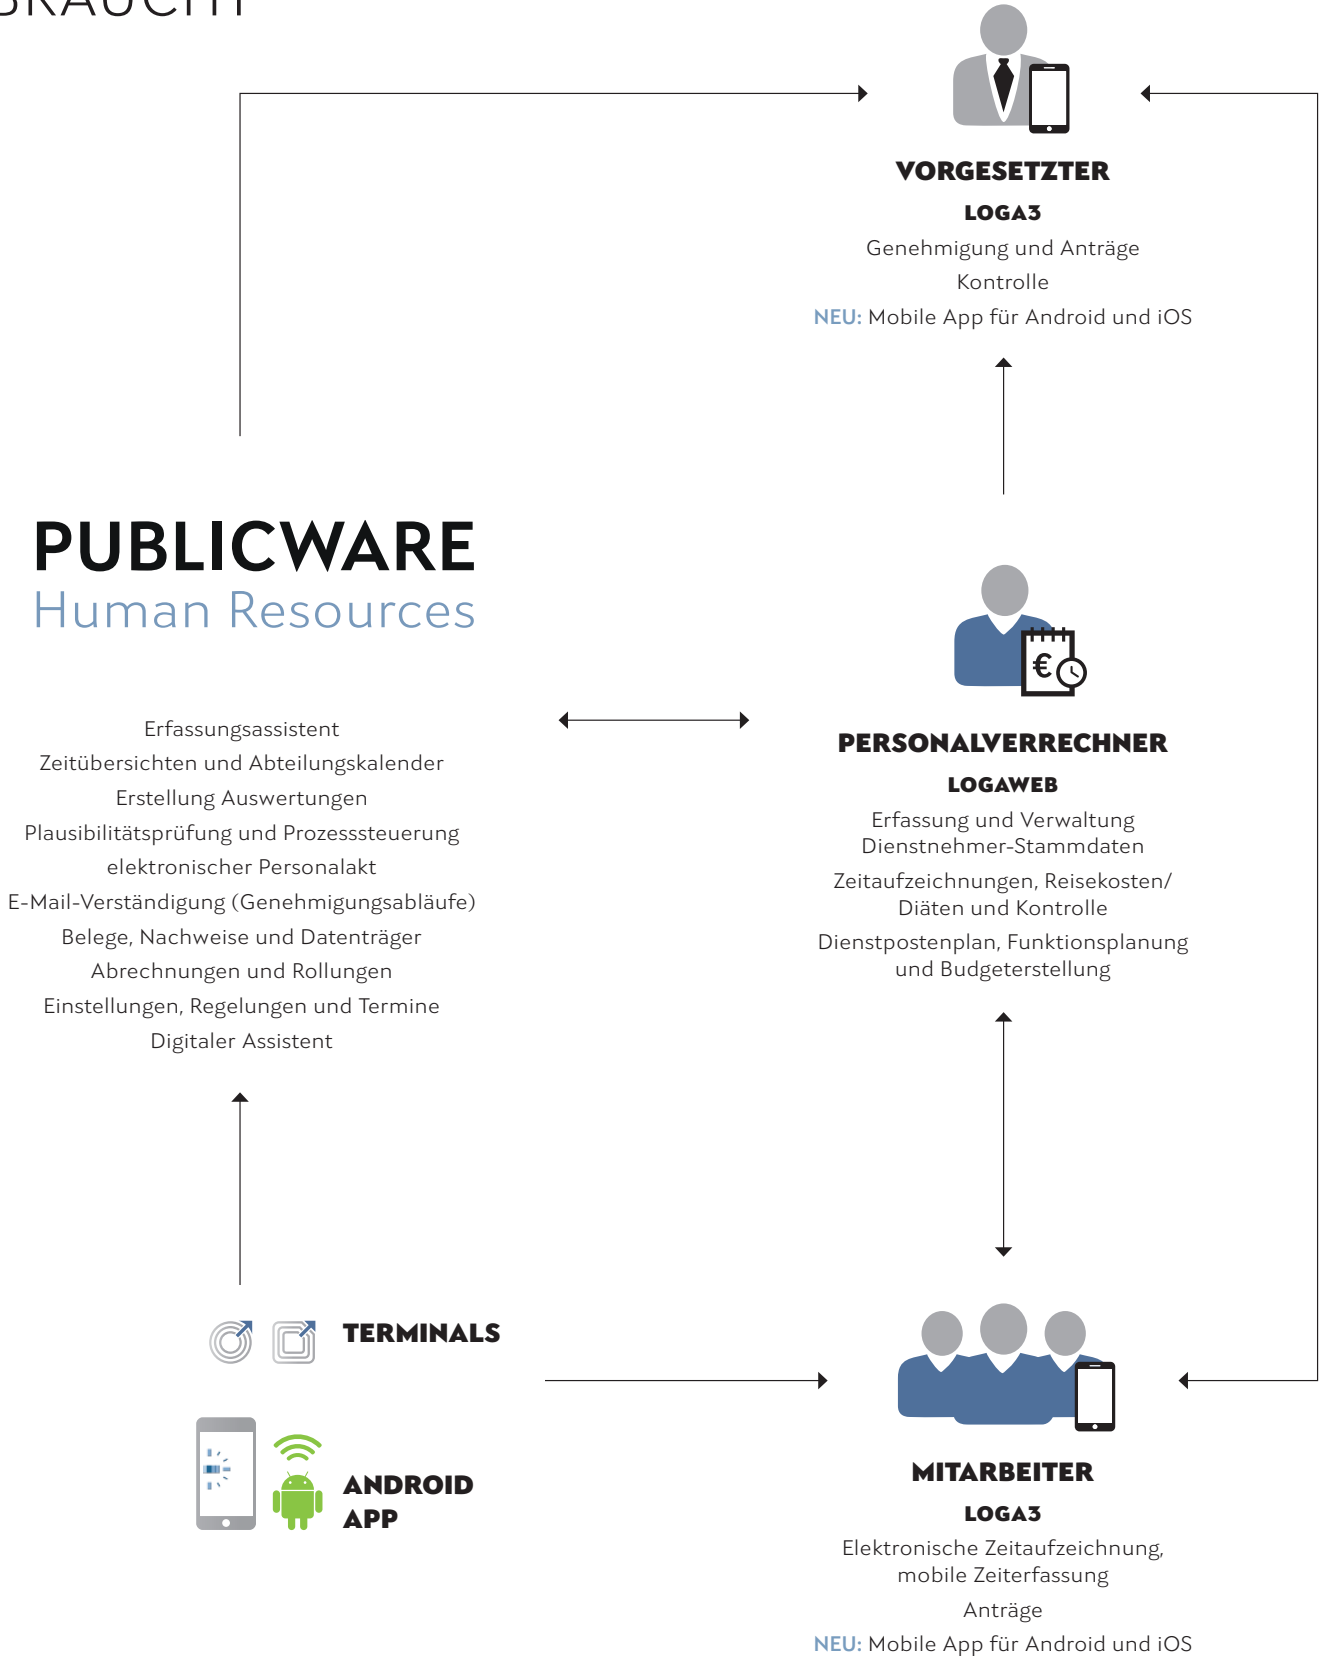 BRAUCHT
VORGESETZTER
LOGA3
Genehmigung und Anträge
Kontrolle
NEU: Mobile App für Android und iOS
PUBLICWARE
Human Resources
Erfassungsassistent
Zeitübersichten und Abteilungskalender
Erstellung Auswertungen
Plausibilitätsprüfung und Prozesssteuerung
elektronischer Personalakt
E-Mail-Verständigung (Genehmigungsabläufe)
Belege, Nachweise und Datenträger
Abrechnungen und Rollungen
Einstellungen, Regelungen und Termine
Digitaler Assistent
€
PERSONALVERRECHNER
LOGAWEB
Erfassung und Verwaltung
Dienstnehmer-Stammdaten
Zeitaufzeichnungen, Reisekosten/
Diäten und Kontrolle
Dienstpostenplan, Funktionsplanung
und Budgeterstellung
TERMINALS
ANDROID
APP
MITARBEITER
LOGA3
Elektronische Zeitaufzeichnung,
mobile Zeiterfassung
Anträge
NEU: Mobile App für Android und iOS